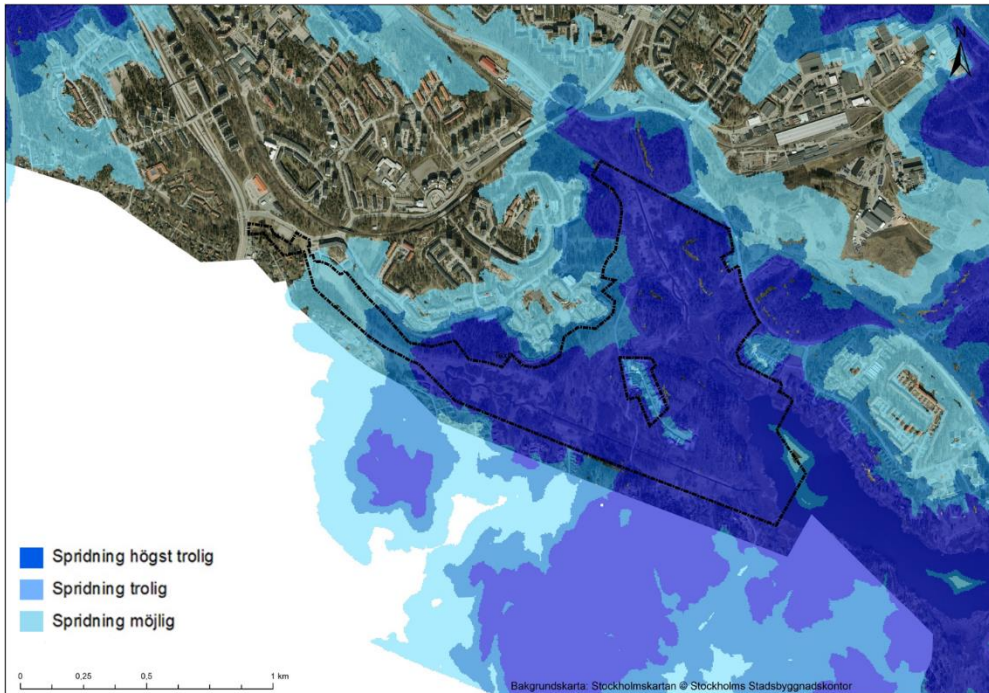 N
Spridning högst trolig
Spridning trolig
Spridning möjlig
0 0,25 0,5 1 km
Bakgrundskarta: Stockholmskartan © Stockholms Stadsbyggnadskontor